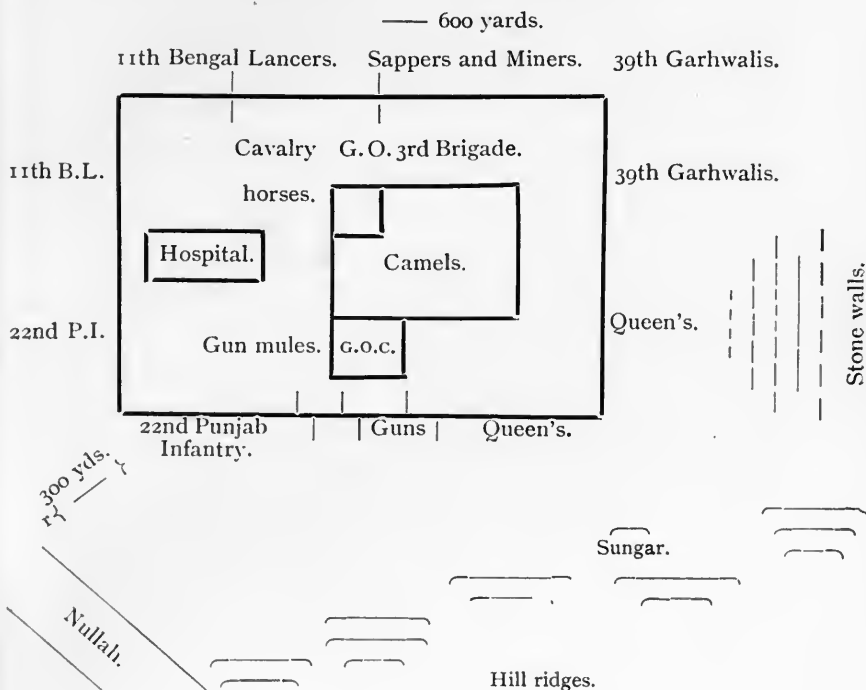 — 600 yards.
11th Bengal Lancers. Sappers and Miners. 39th Garhwalis.
Cavalry G.O. 3rd Brigade.
11th B.L. 39th Garhwalis.
horses.
Hospital. Camels.
Stone walls.
22nd P.I. Queen's.
Gun mules. G.O.C.
22nd Punjab Guns Queen's.
Infantry.
300 yds.
Sungar.
Nullah.
Hill ridges.